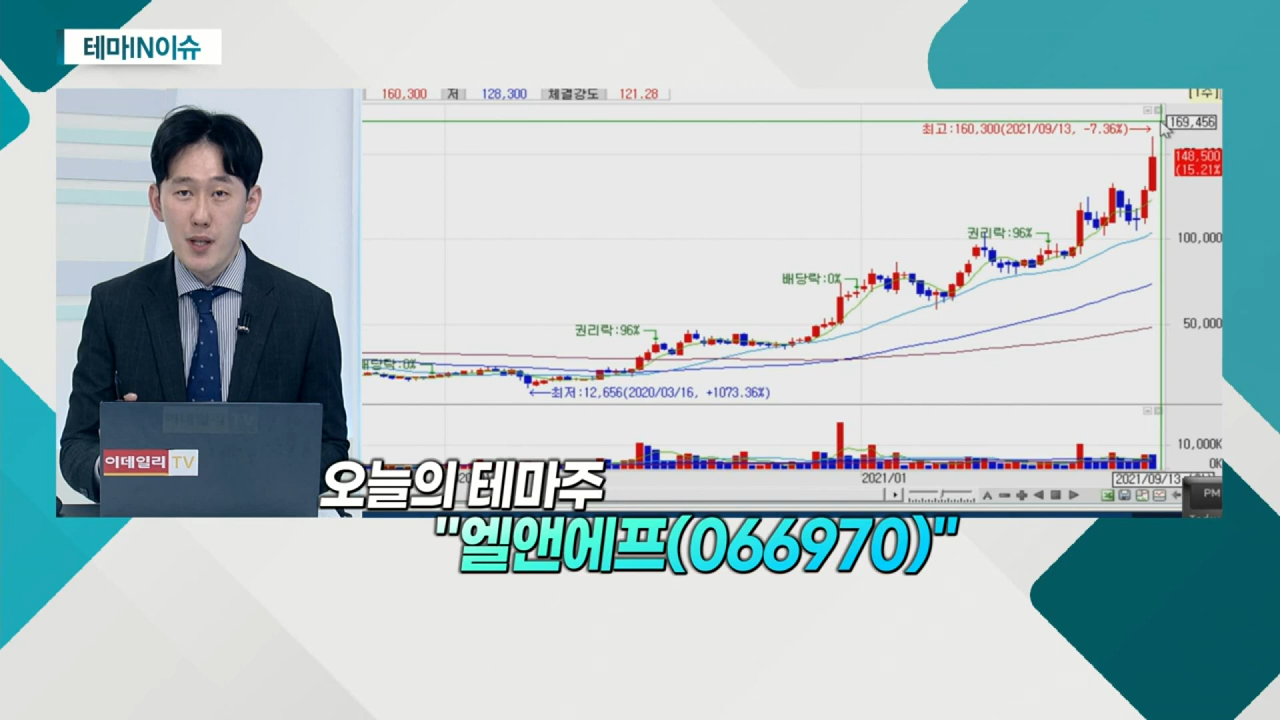 테마IN이슈
160,300 저 128,300 체결강도 121.28
[1주]
169,456
최고:160,300(2021/09/13, -7.36%)→
148,500
(15.21%
권리락:96%
100,000
배당락:0%
권리락:96%
50,000
배당락:0%
←최저:12,656(2020/03/16, +1073.36%)
10,000K
0K
이데일리TV
2021/01
2021/09/13
PM
오늘의 테마주
"엘앤에프(066970)"